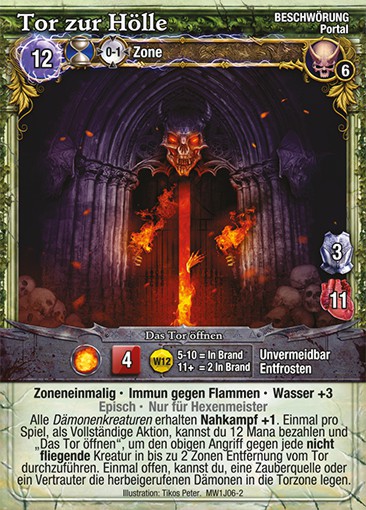 Tor zur Hölle
BESCHWÖRUNG
Portal
12
0-1
Zone
6
3
11
Das Tor öffnen
4
W12
5-10 = In Brand
11+ = 2 In Brand
Unvermeidbar
Entfrosten
Zoneneinmalig · Immun gegen Flammen · Wasser +3
Episch · Nur für Hexenmeister
Alle Dämonenkreaturen erhalten Nahkampf +1. Einmal pro
Spiel, als Vollständige Aktion, kannst du 12 Mana bezahlen und
„Das Tor öffnen“, um den obigen Angriff gegen jede nicht
fliegende Kreatur in bis zu 2 Zonen Entfernung vom Tor
durchzuführen. Einmal offen, kannst du, eine Zauberquelle oder
ein Vertrauter die herbeigerufenen Dämonen in die Torzone legen.
Illustration: Tikos Peter. MW1J06-2